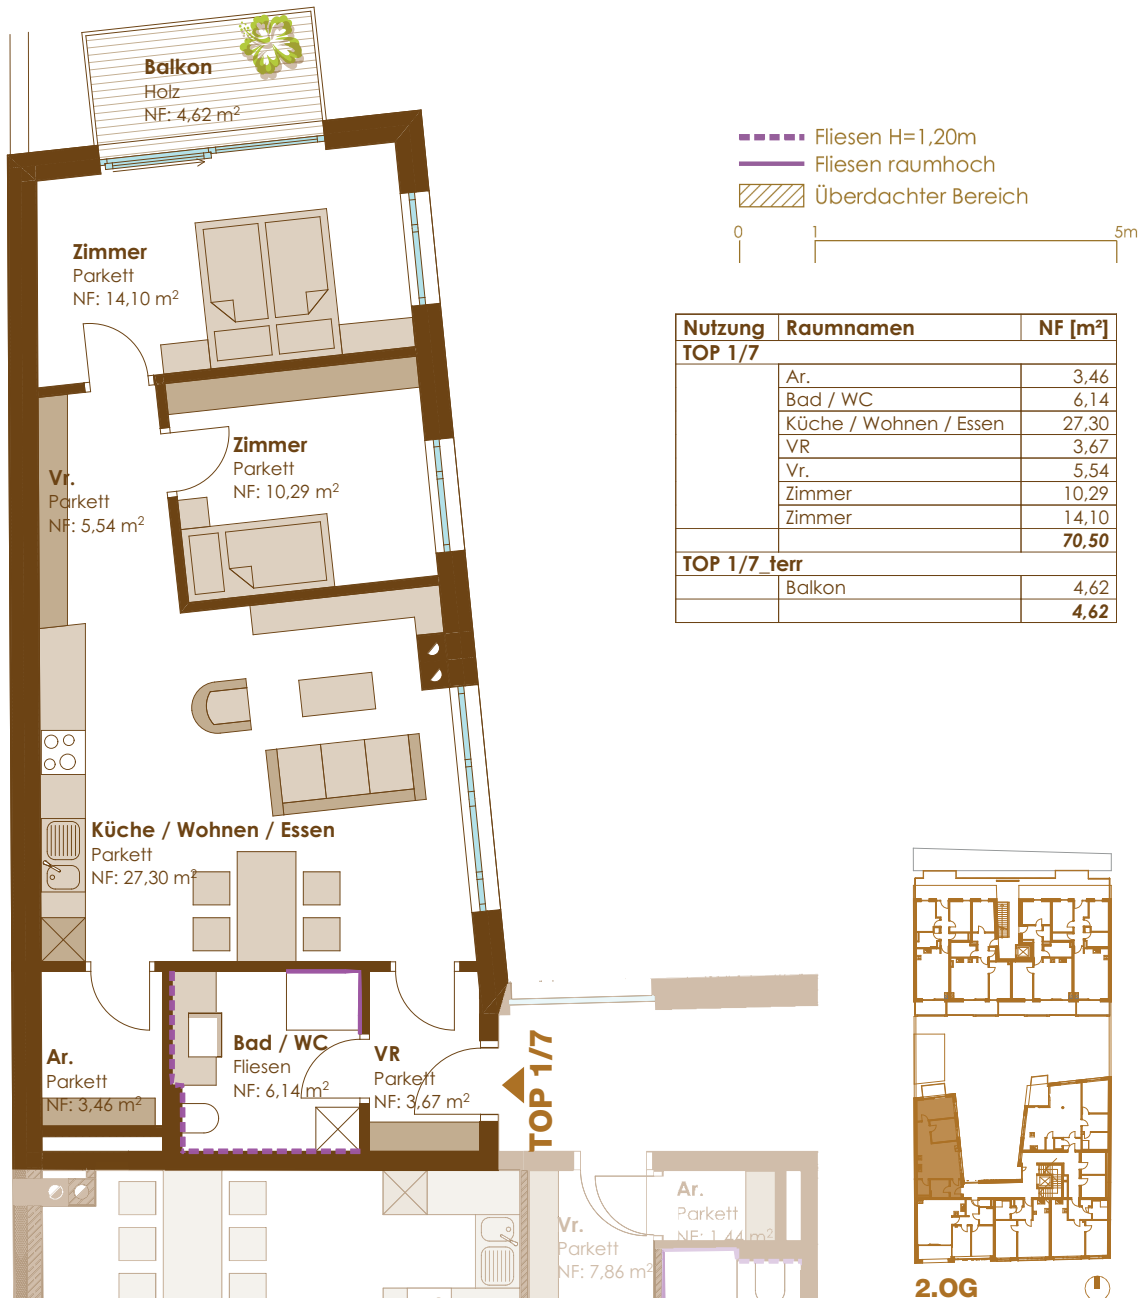 Balkon
Holz
NF: 4,62 m²
Fliesen H=1,20m
Fliesen raumhoch
Überdachter Bereich
0 1 5m
Zimmer
Parkett
NF: 14,10 m²
Nutzung Raumnamen NF [m²]
TOP 1/7
Ar. 3,46
Bad / WC 6,14
Küche / Wohnen / Essen 27,30
VR 3,67
Vr. 5,54
Zimmer 10,29
Zimmer 14,10
70,50
TOP 1/7_terr
Balkon 4,62
4,62
Zimmer
Parkett
NF: 10,29 m²
Vr.
Parkett
NF: 5,54 m²
Küche / Wohnen / Essen
Parkett
NF: 27,30 m²
Ar.
Parkett
NF: 3,46 m²
Bad / WC
Fliesen
NF: 6,14 m²
VR
Parkett
NF: 3,67 m²
TOP 1/7
Ar.
Parkett
NF: 1,44 m²
Vr.
Parkett
NF: 7,86 m²
2.OG